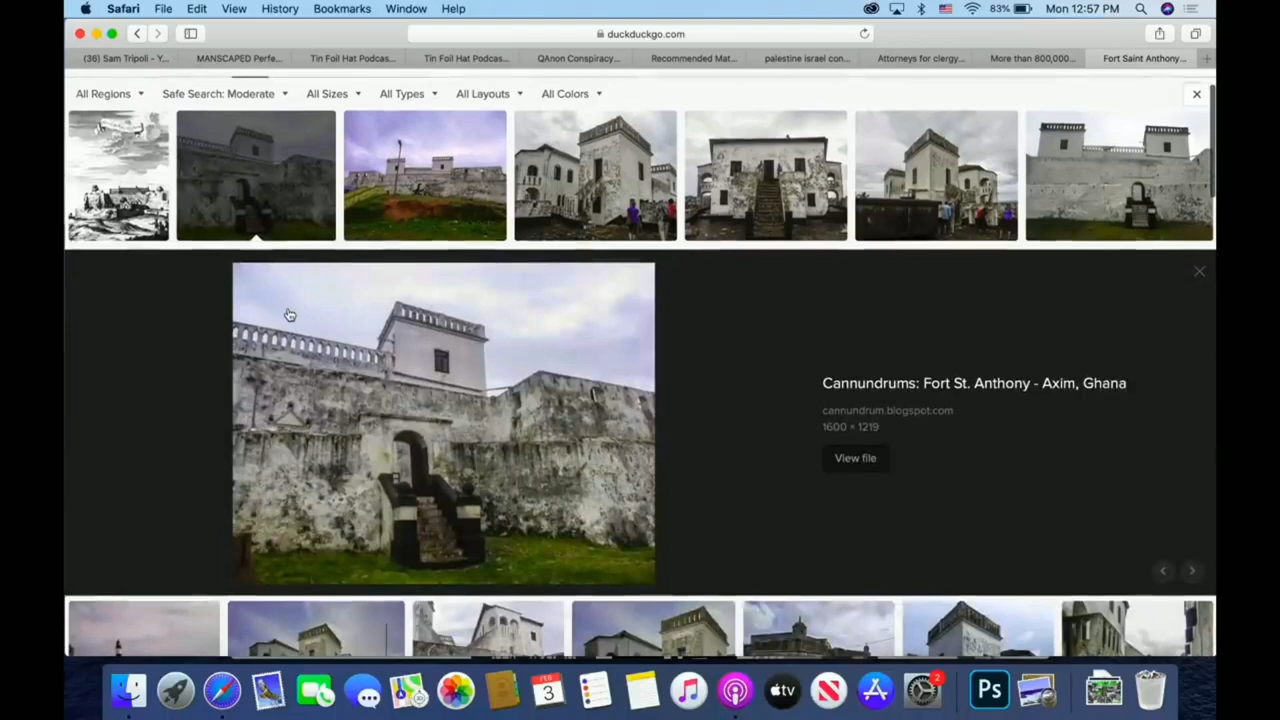 Safari File Edit View History Bookmarks Window Help 83% Mon 12:57 PM
duckduckgo.com
(36) Sam Tripoli - Y... MANSCAPED Perfe... Tin Foil Hat Podcas... Tin Foil Hat Podcas... QAnon Conspiracy... Recommended Mat... palestine israel con... Attorneys for clergy... More than 800,000... Fort Saint Anthony...
All Regions Safe Search: Moderate All Sizes All Types All Layouts All Colors
Cannundrums: Fort St. Anthony - Axim, Ghana
cannundrum.blogspot.com
1600 × 1219
View file
3
tv
2
Ps